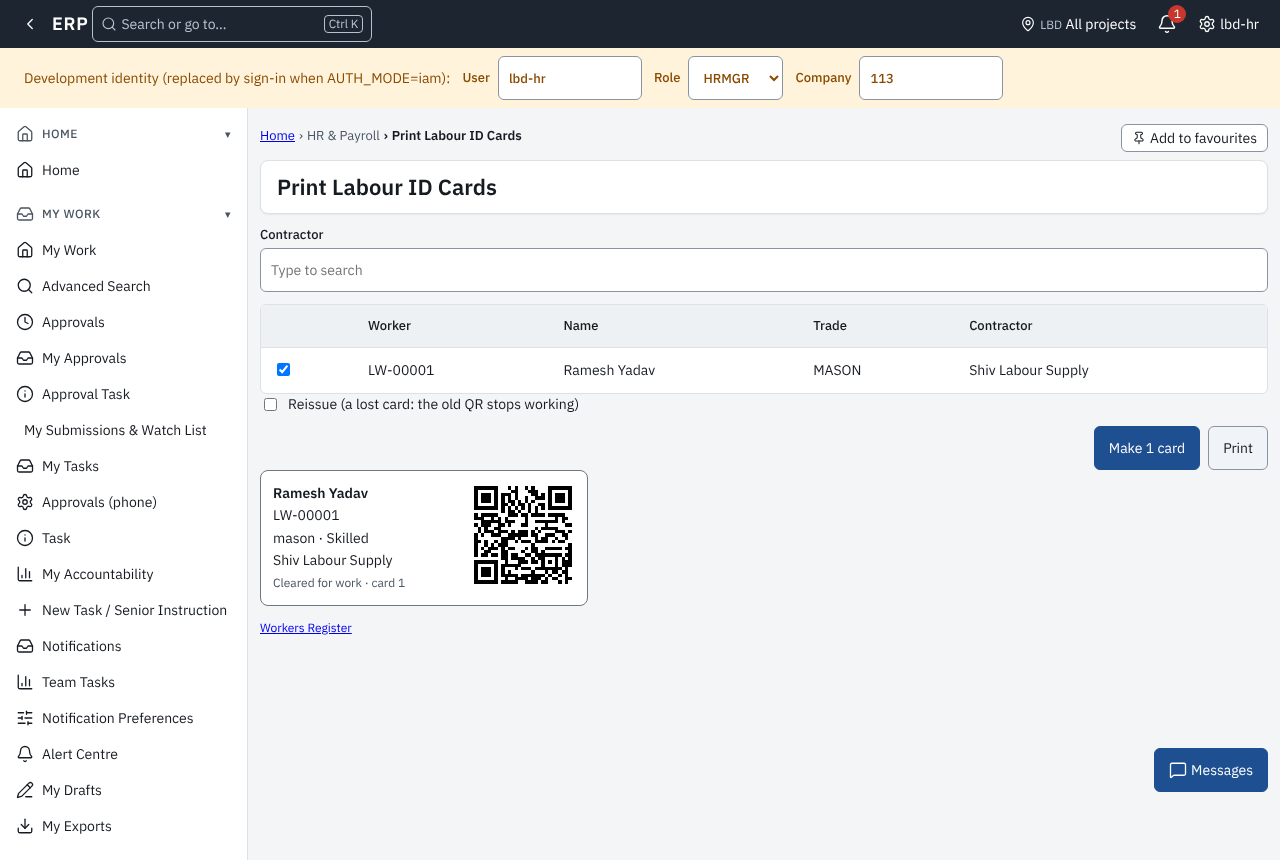 ERP
Search or go to...
Ctrl K
LBD All projects
1
lbd-hr
Development identity (replaced by sign-in when AUTH_MODE=iam):
User
lbd-hr
Role
HRMGR
Company
113
HOME
Home
MY WORK
My Work
Advanced Search
Approvals
My Approvals
Approval Task
My Submissions & Watch List
My Tasks
Approvals (phone)
Task
My Accountability
New Task / Senior Instruction
Notifications
Team Tasks
Notification Preferences
Alert Centre
My Drafts
My Exports
Home › HR & Payroll › Print Labour ID Cards
Add to favourites
Print Labour ID Cards
Contractor
Type to search
Worker Name Trade Contractor
LW-00001 Ramesh Yadav MASON Shiv Labour Supply
Reissue (a lost card: the old QR stops working)
Make 1 card
Print
Ramesh Yadav
LW-00001
mason · Skilled
Shiv Labour Supply
Cleared for work · card 1
Workers Register
Messages